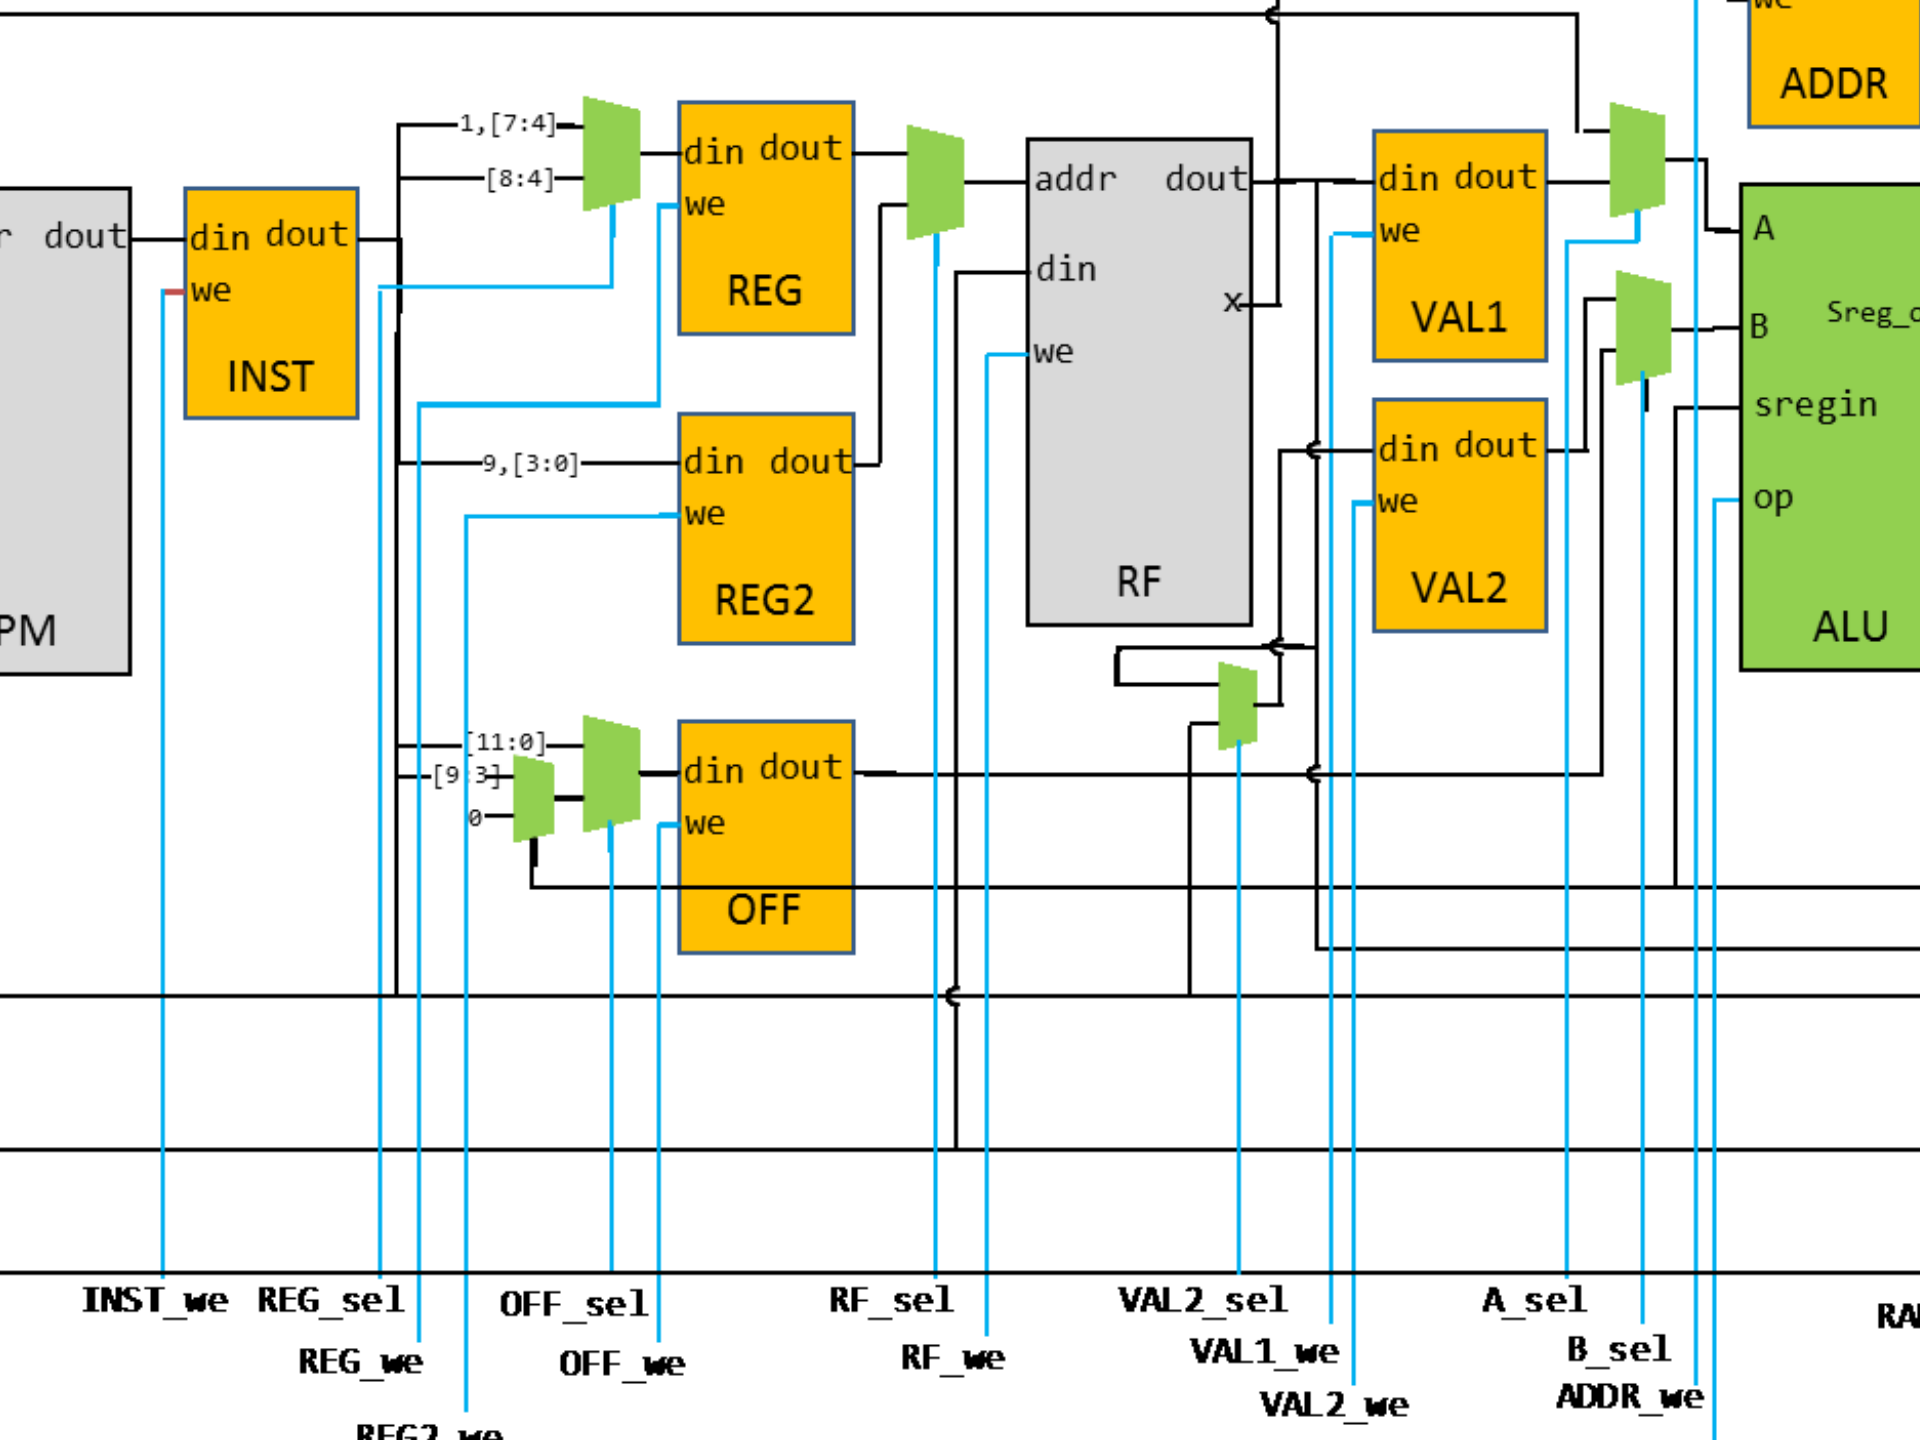 we
ADDR
1,[7:4]
[8:4]
din dout
we
REG
addr dout
din
x
we
RF
din dout
we
VAL1
A
B
sregin
op
ALU
r dout
PM
din dout
we
INST
9,[3:0]
din dout
we
REG2
din dout
we
VAL2
[11:0]
[9:3]
0
din dout
we
OFF
INST_we REG_sel OFF_sel RF_sel VAL2_sel A_sel
REG_we OFF_we RF_we VAL1_we B_sel
VAL2_we ADDR_we
REG2_we